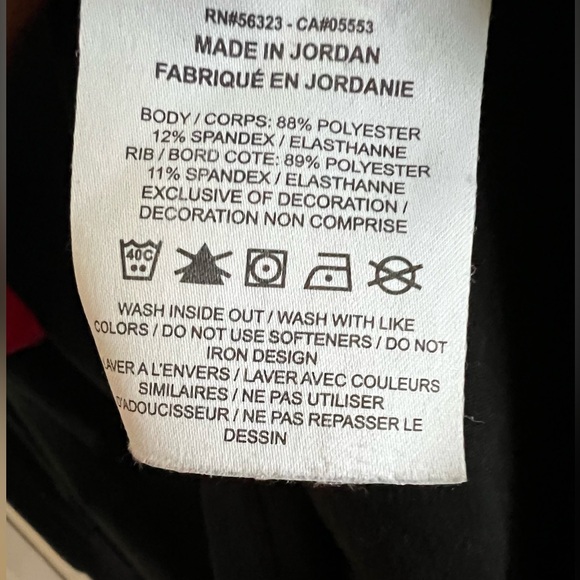 RN#56323 - CA#05553
MADE IN JORDAN
FABRIQUÉ EN JORDANIE
BODY / CORPS: 88% POLYESTER
12% SPANDEX / ELASTHANNE
RIB / BORD COTE: 89% POLYESTER
11% SPANDEX / ELASTHANNE
EXCLUSIVE OF DECORATION /
DECORATION NON COMPRISE
40C
WASH INSIDE OUT / WASH WITH LIKE
COLORS / DO NOT USE SOFTENERS / DO NOT
IRON DESIGN
LAVER A L'ENVERS / LAVER AVEC COULEURS
SIMILAIRES / NE PAS UTILISER
D'ADOUCISSEUR / NE PAS REPASSER LE
DESSIN